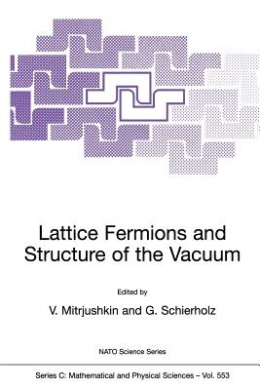 Lattice Fermions and
Structure of the Vacuum
Edited by
V. Mitrjushkin and G. Schierholz
NATO Science Series
Series C: Mathematical and Physical Sciences – Vol. 553